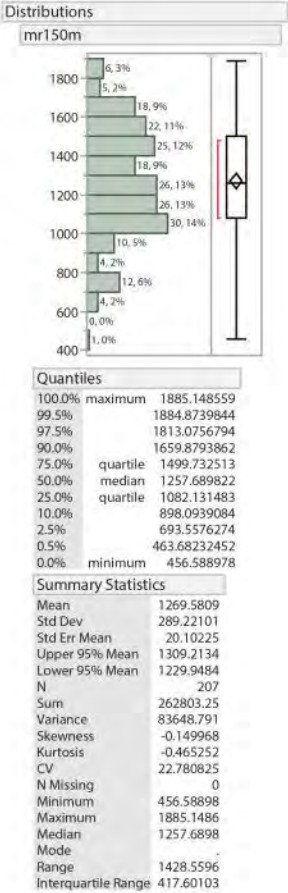 Distributions
mr150m
6, 3%
1800
5, 2%
18, 9%
1600
22, 11%
25, 12%
1400
18, 9%
26, 13%
1200
26, 13%
30, 14%
1000
10, 5%
4, 2%
800
12, 6%
4, 2%
600
0, 0%
1, 0%
400
Quantiles
100.0% maximum 1885.148559
99.5% 1884.8739844
97.5% 1813.0756794
90.0% 1659.8793862
75.0% quartile 1499.732513
50.0% median 1257.689822
25.0% quartile 1082.131483
10.0% 898.0939084
2.5% 693.5576274
0.5% 463.68232452
0.0% minimum 456.588978
Summary Statistics
Mean 1269.5809
Std Dev 289.22101
Std Err Mean 20.10225
Upper 95% Mean 1309.2134
Lower 95% Mean 1229.9484
N 207
Sum 262803.25
Variance 83648.791
Skewness -0.149968
Kurtosis -0.465252
CV 22.780825
N Missing 0
Minimum 456.58898
Maximum 1885.1486
Median 1257.6898
Mode .
Range 1428.5596
Interquartile Range 417.60103